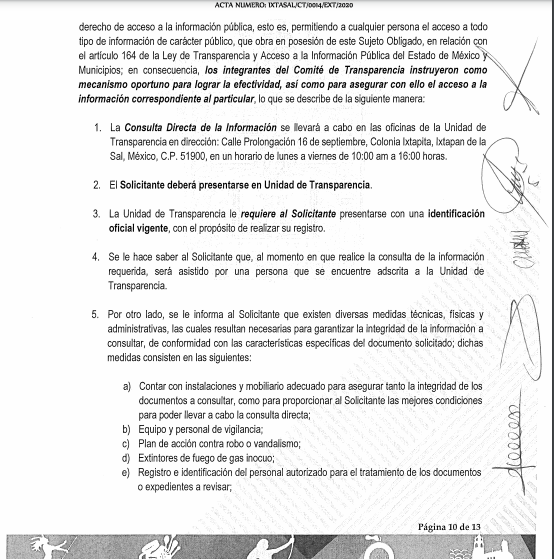 ACTA NUMERO: IXTASAL/CT/0014/EXT/2020
derecho de acceso a la información pública, esto es, permitiendo a cualquier persona el acceso a todo
tipo de información de carácter público, que obra en posesión de este Sujeto Obligado, en relación con
el artículo 164 de la Ley de Transparencia y Acceso a la Información Pública del Estado de México y
Municipios; en consecuencia, los integrantes del Comité de Transparencia instruyeron como
mecanismo oportuno para lograr la efectividad, así como para asegurar con ello el acceso a la
información correspondiente al particular, lo que se describe de la siguiente manera:
1. La Consulta Directa de la Información se llevará a cabo en las oficinas de la Unidad de
Transparencia en dirección: Calle Prolongación 16 de septiembre, Colonia Ixtapita, Ixtapan de la
Sal, México, C.P. 51900, en un horario de lunes a viernes de 10:00 am a 16:00 horas.
2. El Solicitante deberá presentarse en Unidad de Transparencia.
3. La Unidad de Transparencia le requiere al Solicitante presentarse con una identificación
oficial vigente, con el propósito de realizar su registro.
4. Se le hace saber al Solicitante que, al momento en que realice la consulta de la información
requerida, será asistido por una persona que se encuentre adscrita a la Unidad de
Transparencia.
5. Por otro lado, se le informa al Solicitante que existen diversas medidas técnicas, físicas y
administrativas, las cuales resultan necesarias para garantizar la integridad de la información a
consultar, de conformidad con las características específicas del documento solicitado; dichas
medidas consisten en las siguientes:
a) Contar con instalaciones y mobiliario adecuado para asegurar tanto la integridad de los
documentos a consultar, como para proporcionar al Solicitante las mejores condiciones
para poder llevar a cabo la consulta directa;
b) Equipo y personal de vigilancia;
c) Plan de acción contra robo o vandalismo;
d) Extintores de fuego de gas inocuo;
e) Registro e identificación del personal autorizado para el tratamiento de los documentos
o expedientes a revisar;
Página 10 de 13